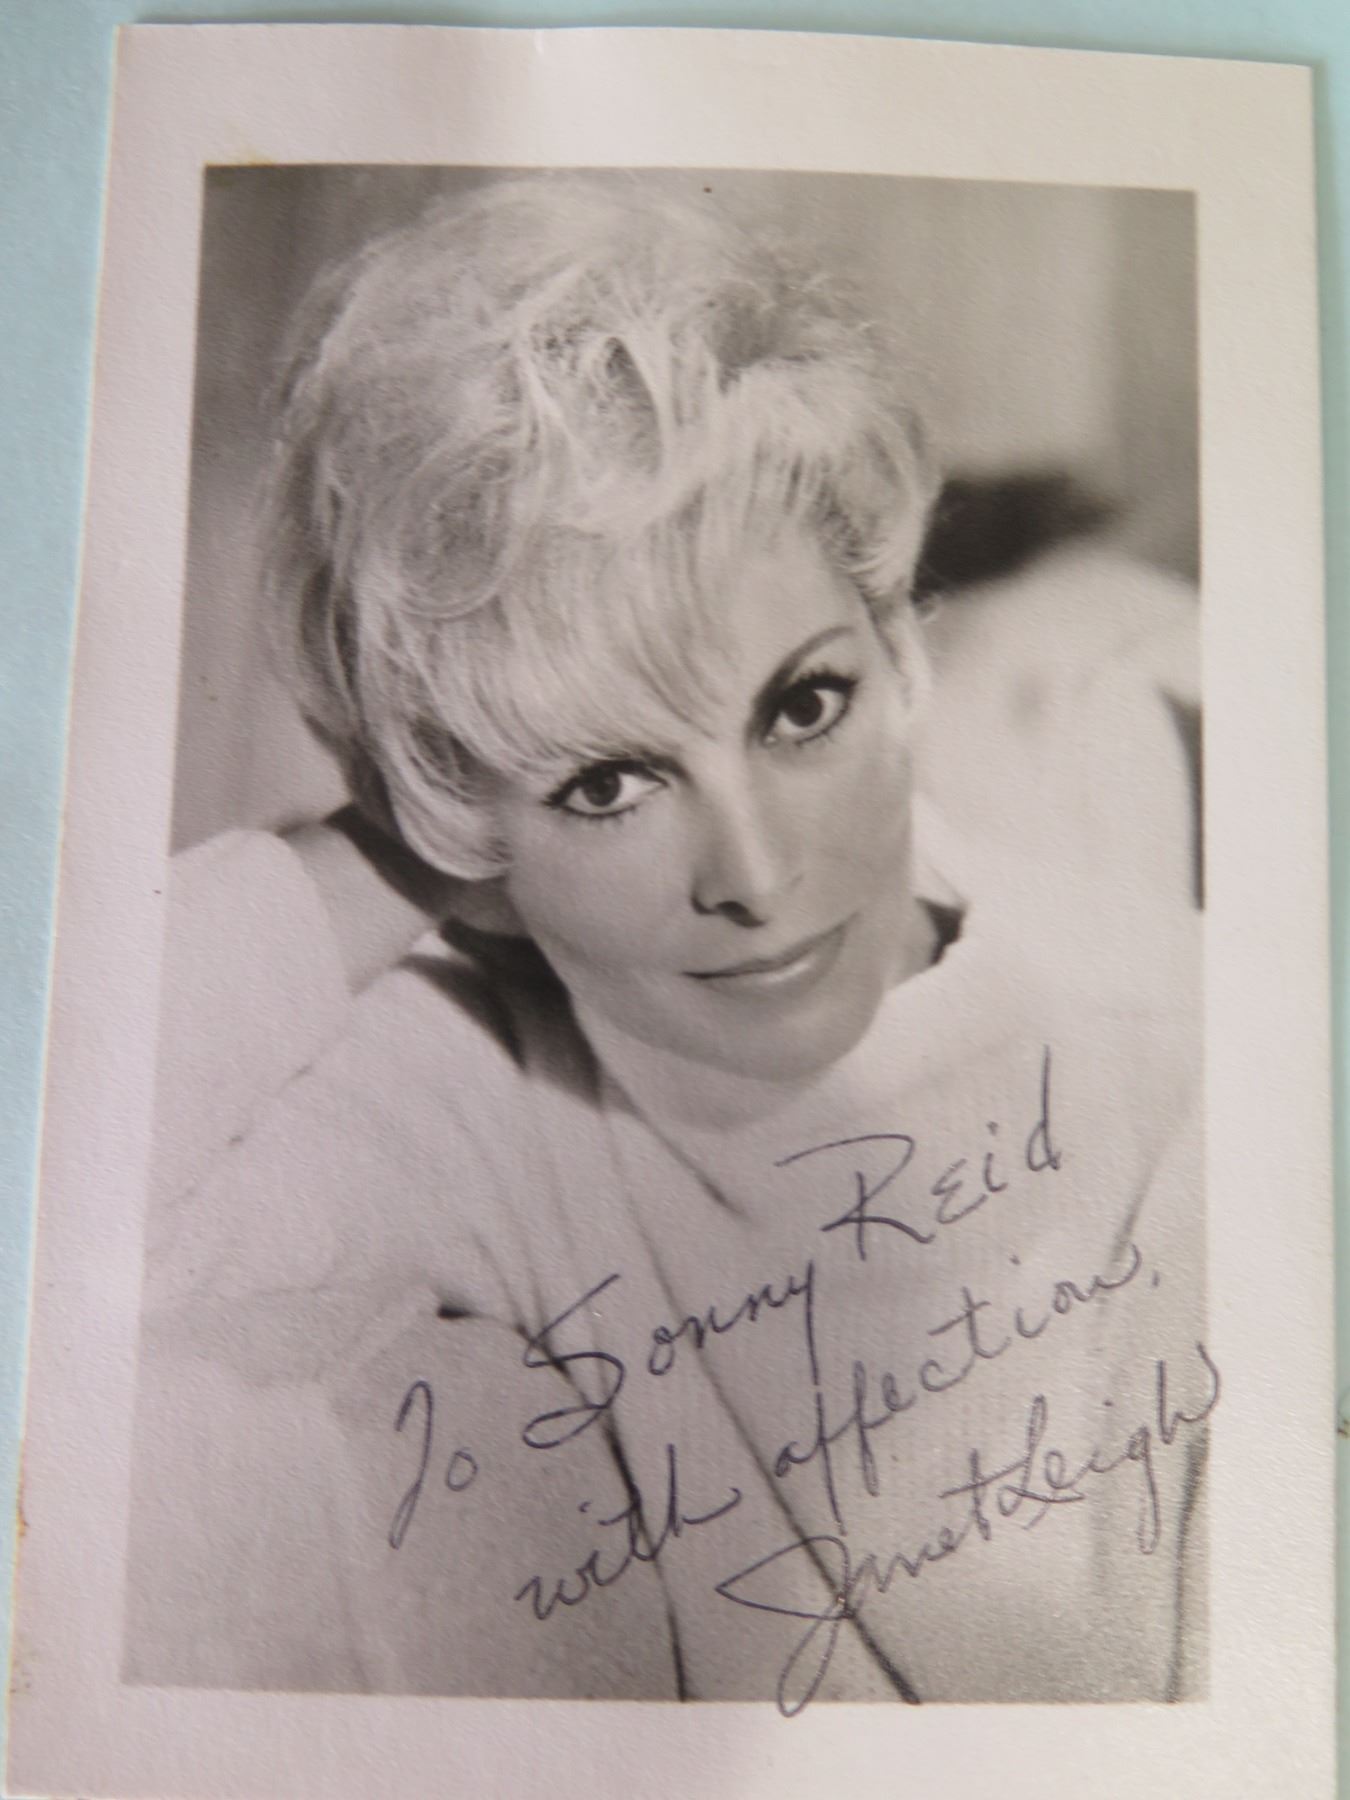 To Sonny Reid
with affection,
Janet Leigh